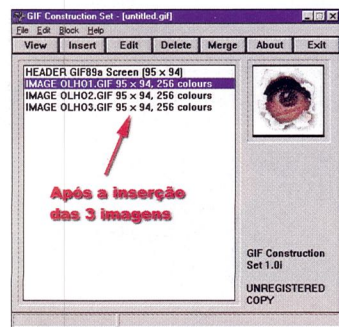 GIF Construction Set - [untitled.gif]
File Edit Block Help
View Insert Edit Delete Merge About Exit
HEADER GIF89a Screen (95 x 94)
IMAGE OLHO1.GIF 95 x 94, 256 colours
IMAGE OLHO2.GIF 95 x 94, 256 colours
IMAGE OLHO3.GIF 95 x 94, 256 colours
Após a inserção
das 3 imagens
GIF Construction
Set 1.0i
UNREGISTERED
COPY